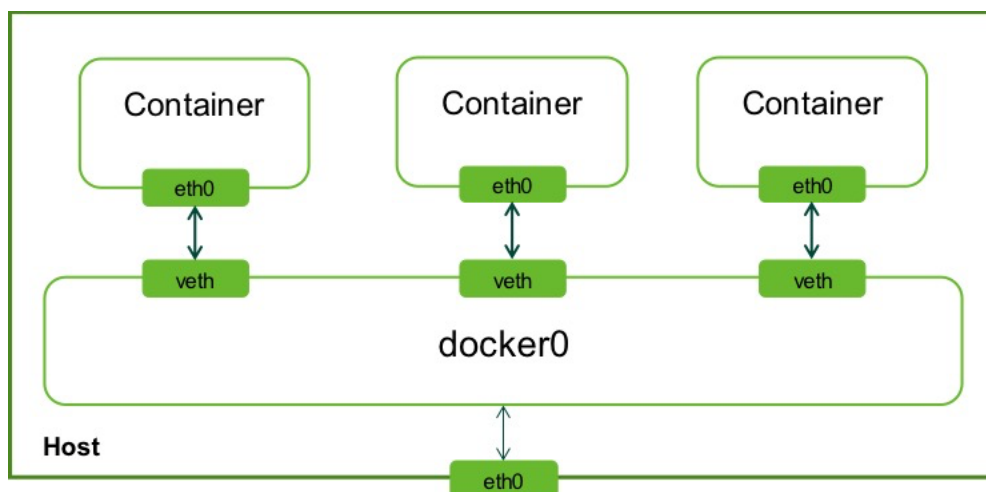 Container
Container
Container
eth0
eth0
eth0
veth
veth
veth
docker0
Host
eth0